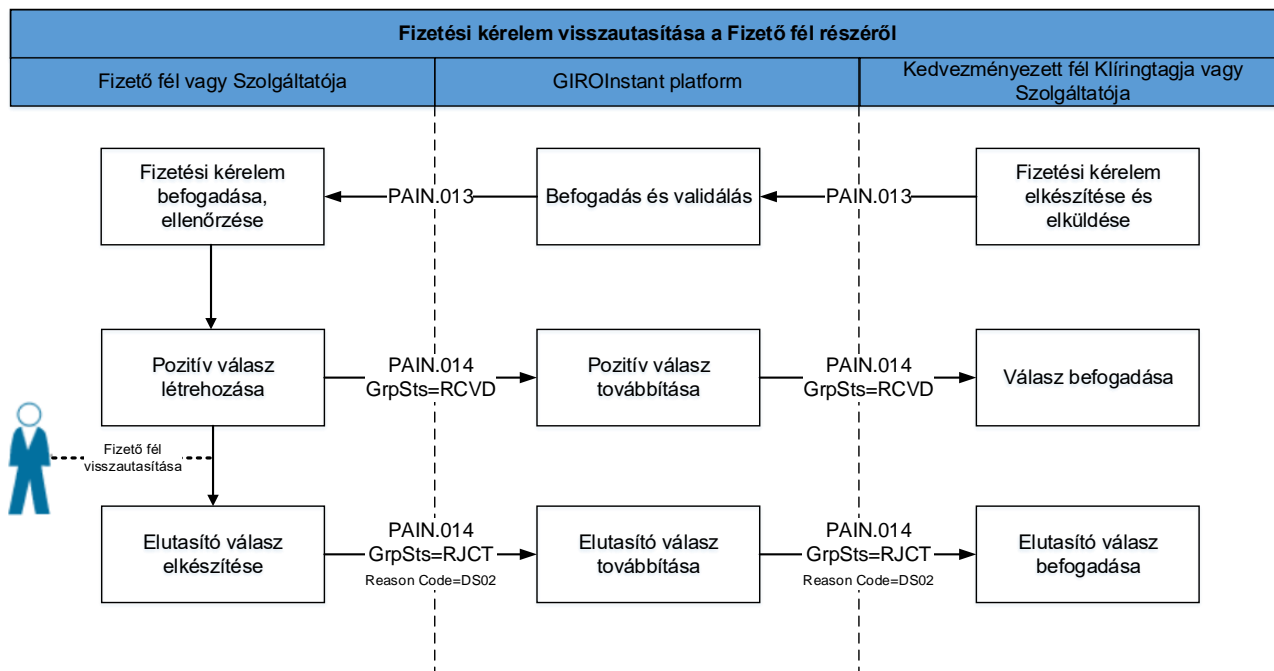 Fizetési kérelem visszautasítása a Fizető fél részéről
Fizető fél vagy Szolgáltatója
GIROInstant platform
Kedvezményezett fél Klíringtagja vagy
Szolgáltatója
Fizetési kérelem
befogadása,
ellenőrzése
PAIN.013
Befogadás és validálás
PAIN.013
Fizetési kérelem
elkészítése és
elküldése
Pozitív válasz
létrehozása
PAIN.014
GrpSts=RCVD
Pozitív válasz
továbbítása
PAIN.014
GrpSts=RCVD
Válasz befogadása
Fizető fél
visszautasítása
Elutasító válasz
elkészítése
PAIN.014
GrpSts=RJCT
Reason Code=DS02
Elutasító válasz
továbbítása
PAIN.014
GrpSts=RJCT
Reason Code=DS02
Elutasító válasz
befogadása